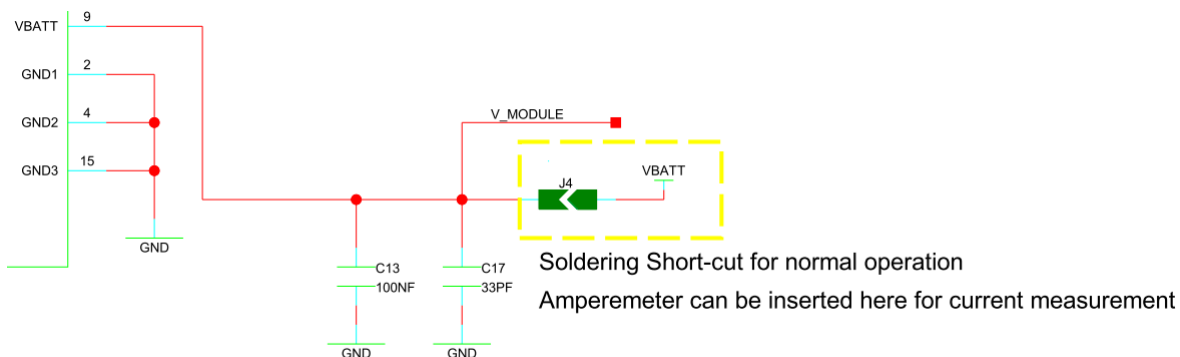 VBATT 9
GND1 2
GND2 4
V_MODULE
GND3 15
VBATT
J4
GND
Soldering Short-cut for normal operation
C13
C17
100NF
33PF
Amperemeter can be inserted here for current measurement
GND
GND